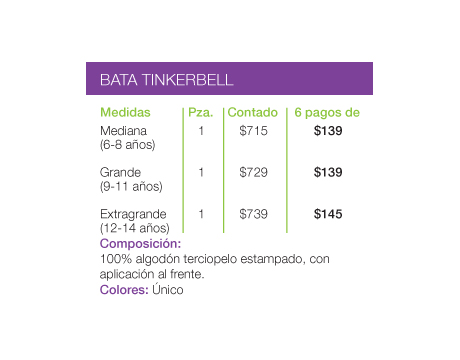 BATA TINKERBELL
Medidas Pza. Contado 6 pagos de
Mediana 1 $715 $139
(6-8 años)
Grande 1 $729 $139
(9-11 años)
Extragrande 1 $739 $145
(12-14 años)
Composición:
100% algodón terciopelo estampado, con
aplicación al frente.
Colores: Único